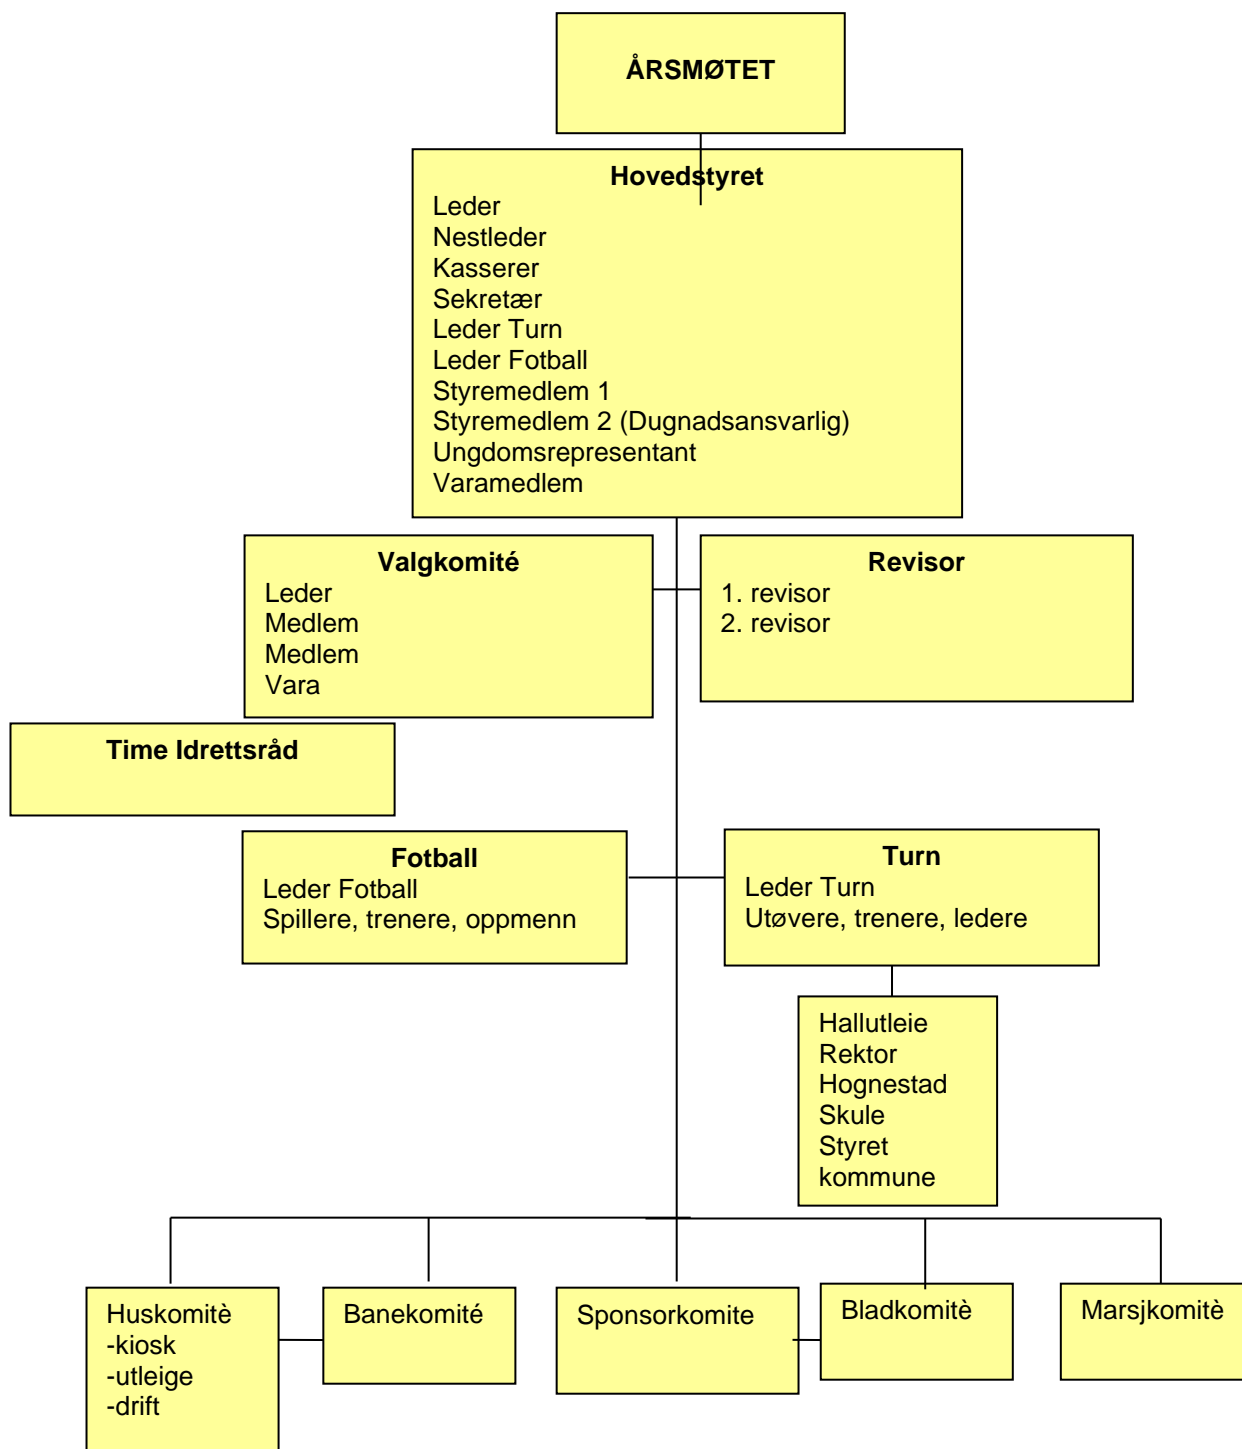 ÅRSMØTET
Hovedstyret
Leder
Nestleder
Kasserer
Sekretær
Leder Turn
Leder Fotball
Styremedlem 1
Styremedlem 2 (Dugnadsansvarlig)
Ungdomsrepresentant
Varamedlem
Valgkomité
Leder
Medlem
Medlem
Vara
Revisor
1. revisor
2. revisor
Time Idrettsråd
Fotball
Leder Fotball
Spillere, trenere, oppmenn
Turn
Leder Turn
Utøvere, trenere, ledere
Hallutleie
Rektor
Hognestad
Skule
Styret
kommune
Huskomitè
-kiosk
-utleige
-drift
Banekomité
Sponsorkomite
Bladkomitè
Marsjkomitè